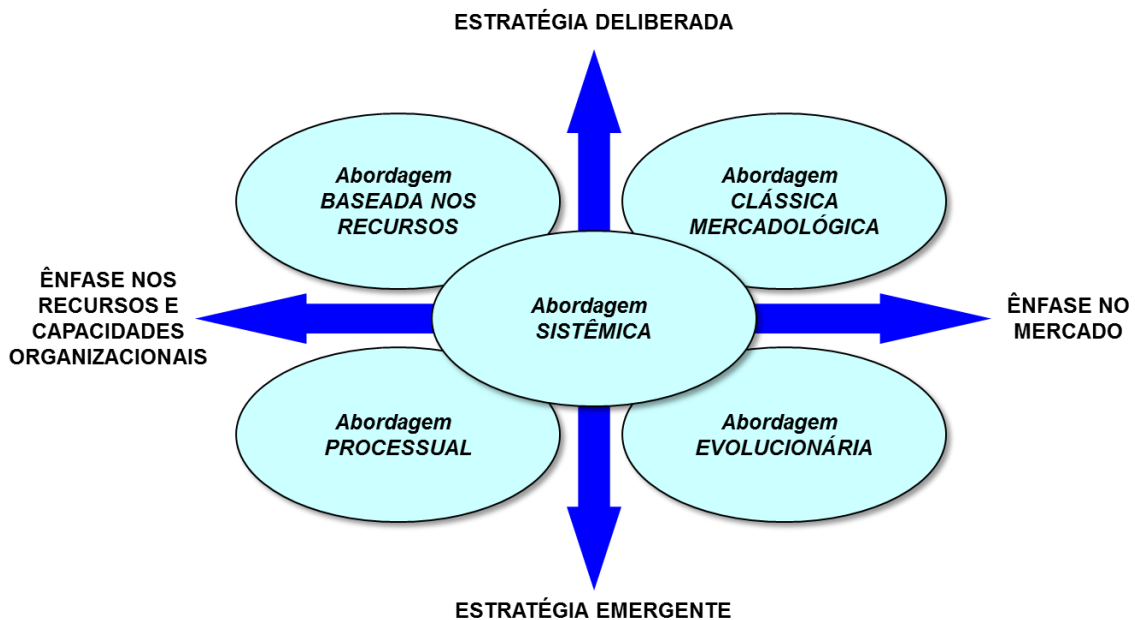 ESTRATÉGIA DELIBERADA
Abordagem
BASEADA NOS
RECURSOS
Abordagem
CLÁSSICA
MERCADOLÓGICA
ÊNFASE NOS
RECURSOS E
CAPACIDADES
ORGANIZACIONAIS
Abordagem
SISTÊMICA
ÊNFASE NO
MERCADO
Abordagem
PROCESSUAL
Abordagem
EVOLUCIONÁRIA
ESTRATÉGIA EMERGENTE